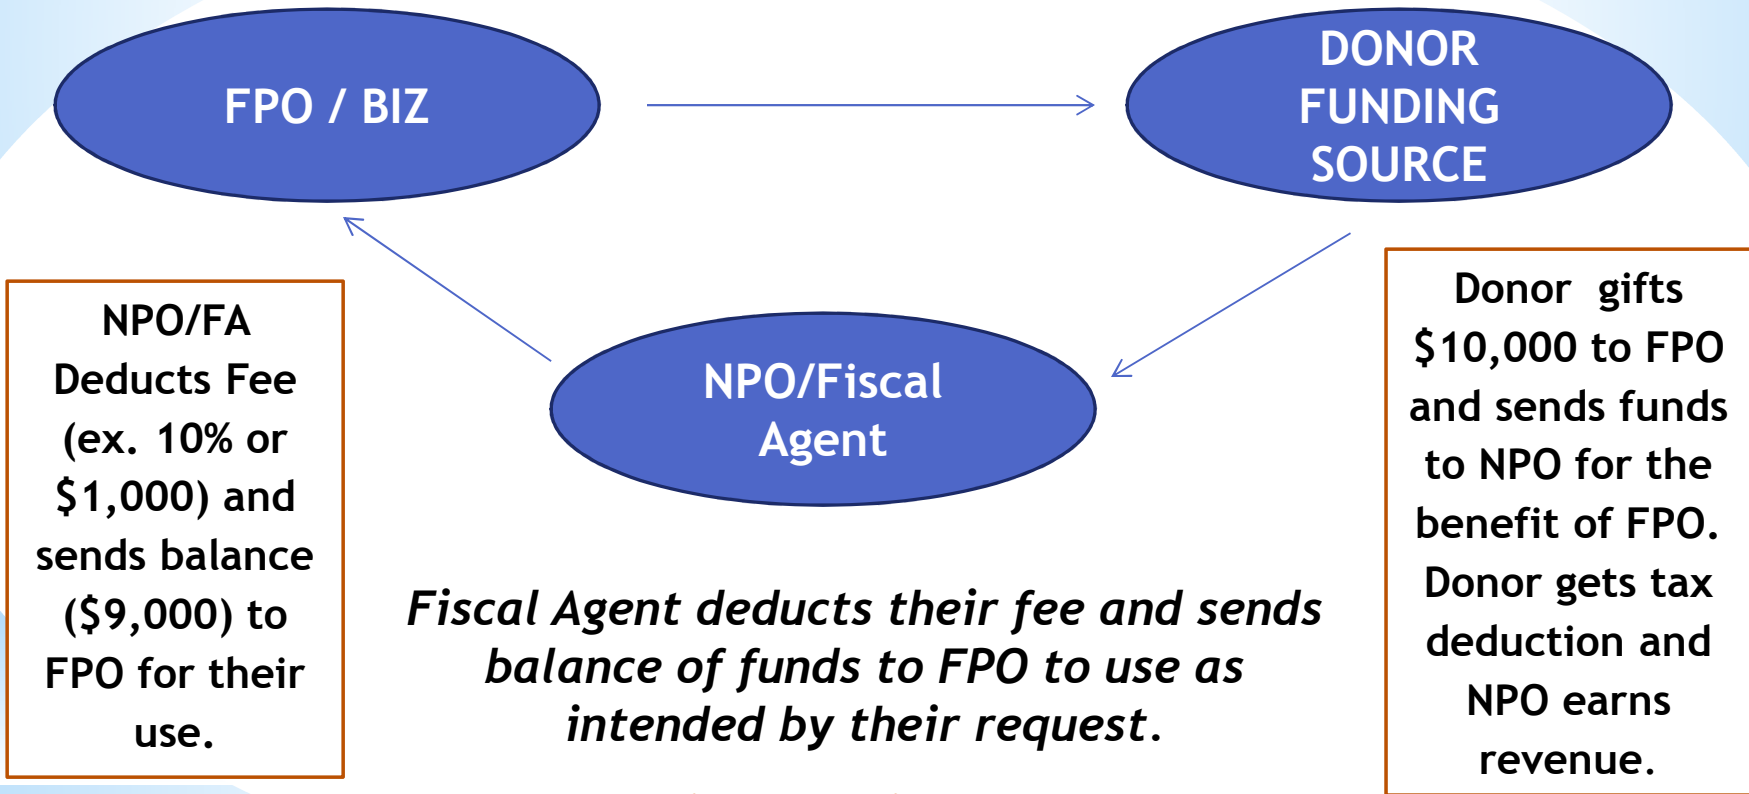 FPO / BIZ
DONOR
FUNDING
SOURCE
NPO/Fiscal
Agent
NPO/FA
Deducts Fee
(ex. 10% or
$1,000) and
sends balance
($9,000) to
FPO for their
use.
Donor gifts
$10,000 to FPO
and sends funds
to NPO for the
benefit of FPO.
Donor gets tax
deduction and
NPO earns
revenue.
Fiscal Agent deducts their fee and sends
balance of funds to FPO to use as
intended by their request.